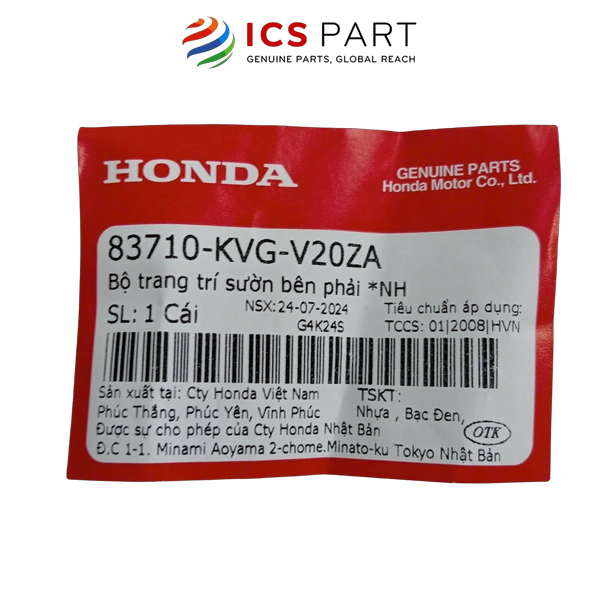 ICS PART
GENUINE PARTS, GLOBAL REACH
HONDA
GENUINE PARTS
Honda Motor Co., Ltd.
83710-KVG-V20ZA
Bộ trang trí sườn bên phải *NH
SL: 1 Cái
NSX:24-07-2024
G4K24S
Tiêu chuẩn áp dụng:
TCCS: 01|2008|HVN
Sản xuất tại: Cty Honda Việt Nam
Phúc Thắng, Phúc Yên, Vĩnh Phúc
TSKT:
Nhựa , Bạc Đen,
Được sự cho phép của Cty Honda Nhật Bản
OTK
Đ.C 1-1. Minami Aoyama 2-chome.Minato-ku Tokyo Nhật Bản